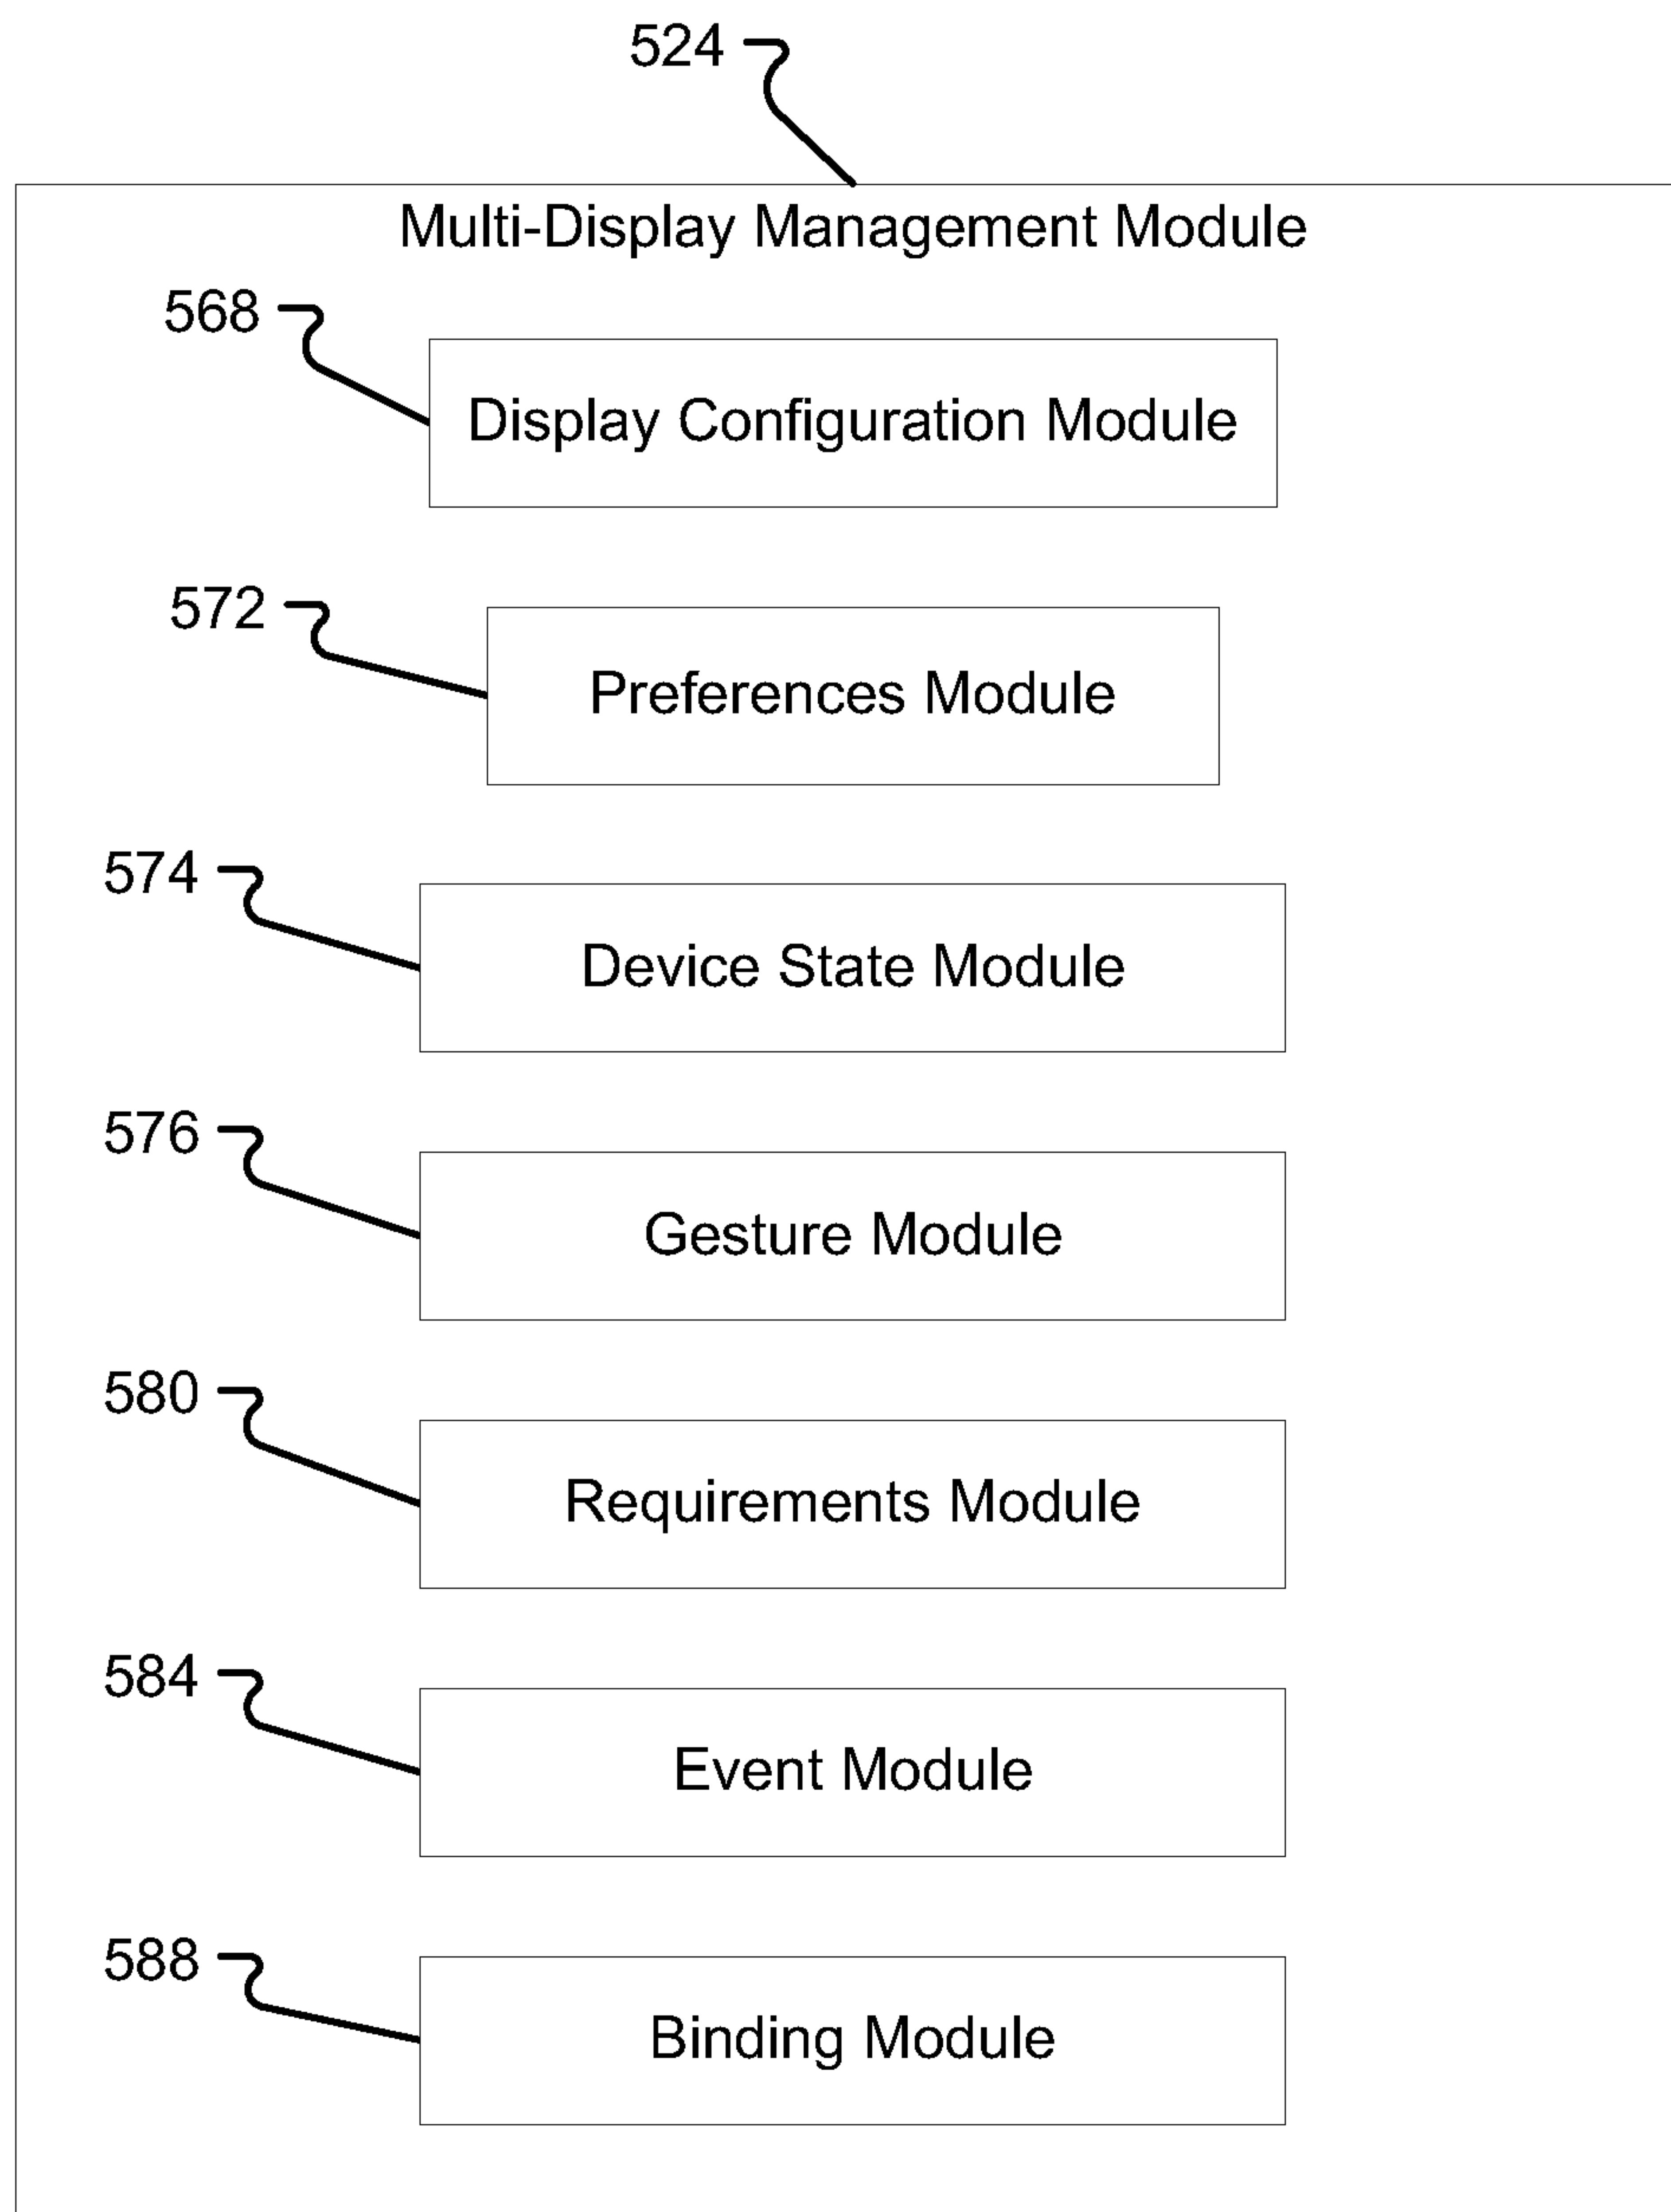 524
Multi-Display Management Module
568
Display Configuration Module
572
Preferences Module
574
Device State Module
576
Gesture Module
580
Requirements Module
584
Event Module
588
Binding Module